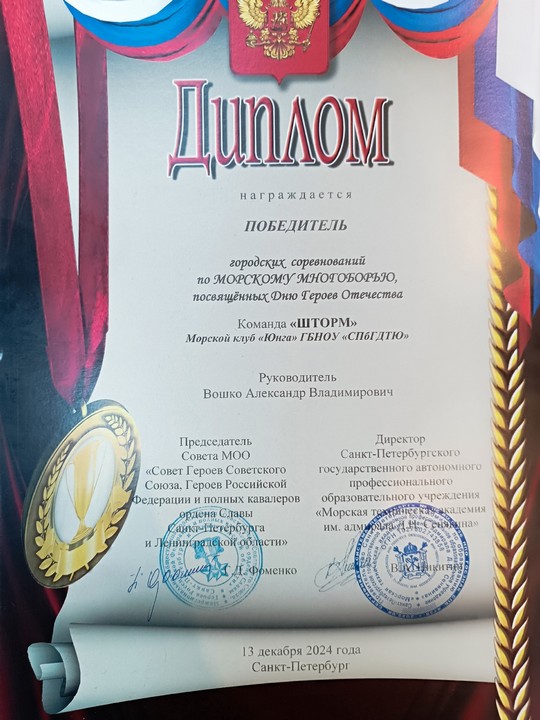 Диплом
награждается
ПОБЕДИТЕЛЬ
городских соревнований
по МОРСКОМУ МНОГОБОРЬЮ,
посвящённых Дню Героев Отечества
Команда «ШТОРМ»
Морской клуб «Юнга» ГБНОУ «СПбГДТЮ»
Руководитель
Вошко Александр Владимирович
Председатель
Совета МОО
«Совет Героев Советского
Союза, Героев Российской
Федерации и полных кавалеров
ордена Славы
Санкт-Петербурга
и Ленинградской области»
Д. Фоменко
Директор
Санкт-Петербургского
государственного автономного
профессионального
образовательного учреждения
«Морская техническая академия
им. адмирала Д.Н. Сенявина»
Никитин
13 декабря 2024 года
Санкт-Петербург